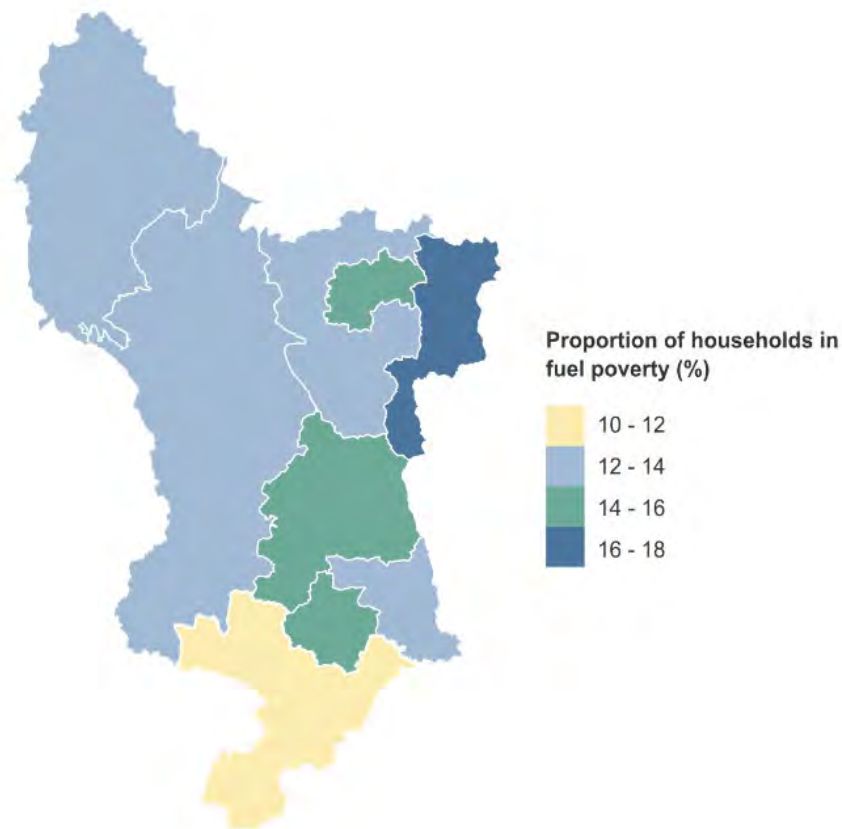 Proportion of households in
fuel poverty (%)
10 - 12
12 - 14
14 - 16
16 - 18